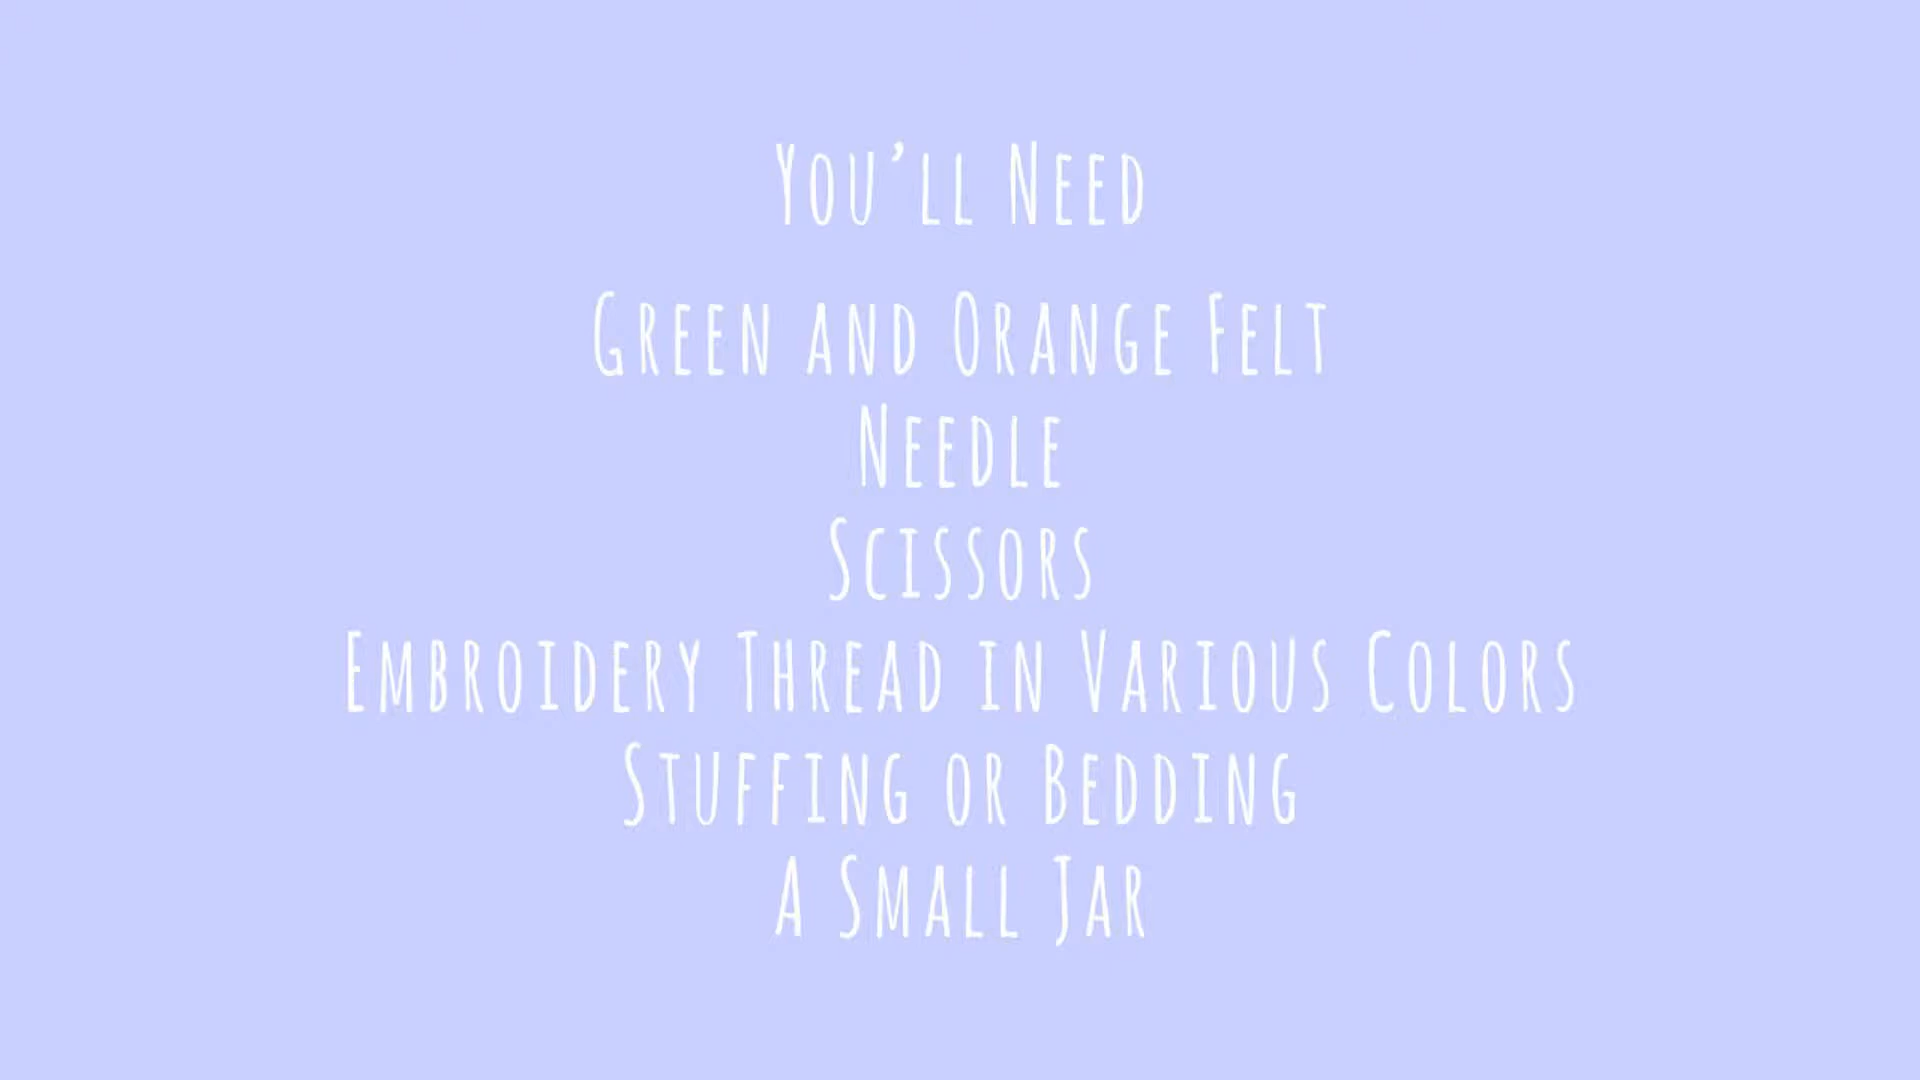 You'll Need
Green and Orange Felt
Needle
Scissors
Embroidery Thread in Various Colors
Stuffing or Bedding
A Small Jar